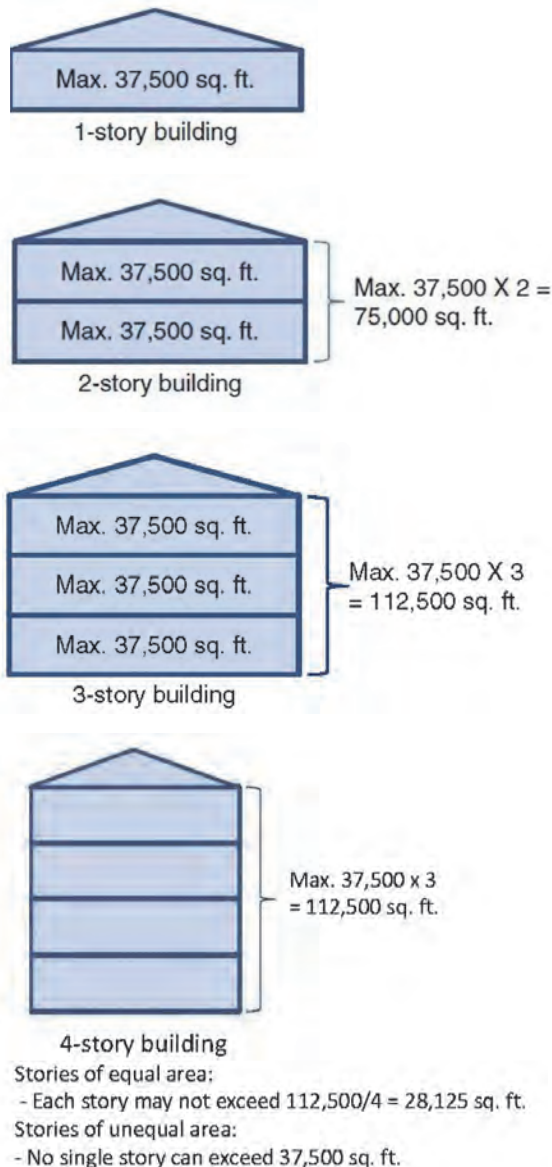 Max. 37,500 sq. ft.
1-story building
Max. 37,500 sq. ft.
Max. 37,500 sq. ft.
Max. 37,500 X 2 =
75,000 sq. ft.
2-story building
Max. 37,500 sq. ft.
Max. 37,500 sq. ft.
Max. 37,500 sq. ft.
Max. 37,500 X 3
= 112,500 sq. ft.
3-story building
Max. 37,500 x 3
= 112,500 sq. ft.
4-story building
Stories of equal area:
- Each story may not exceed 112,500/4 = 28,125 sq. ft.
Stories of unequal area:
- No single story can exceed 37,500 sq. ft.